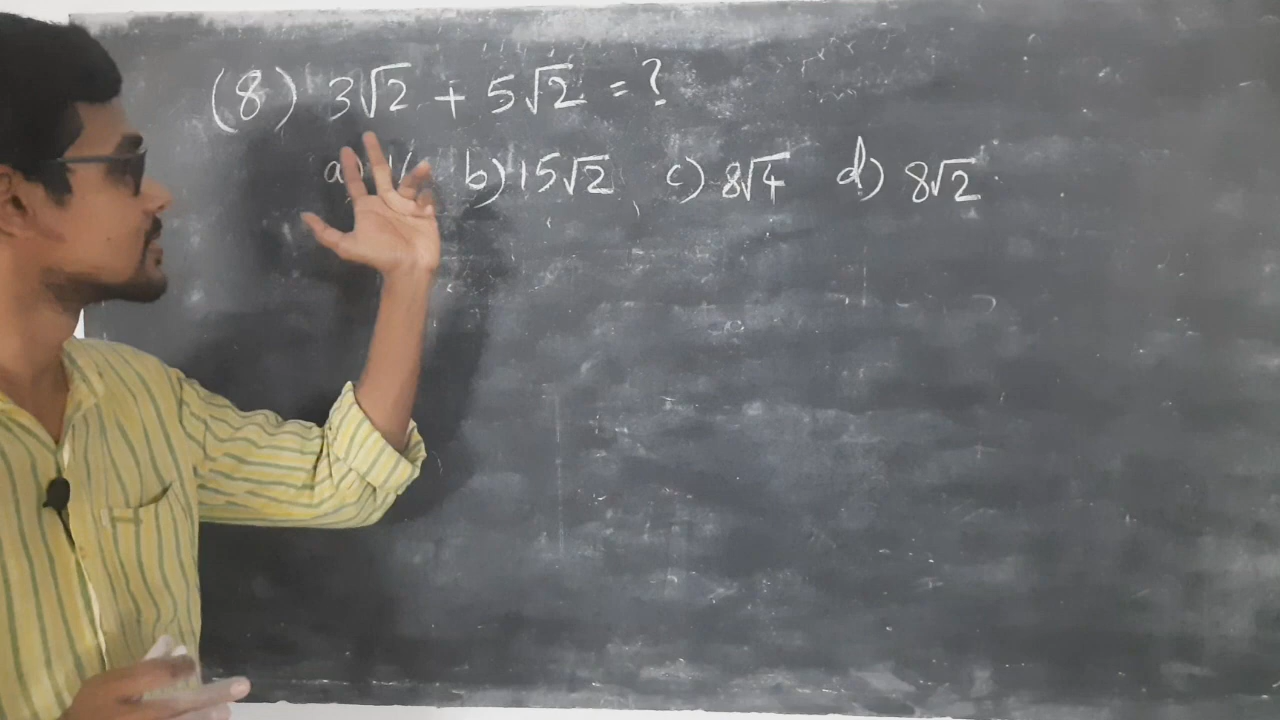 (8) 3√2 + 5√2 = ?
a) b) 15√2 c) 8√4 d) 8√2